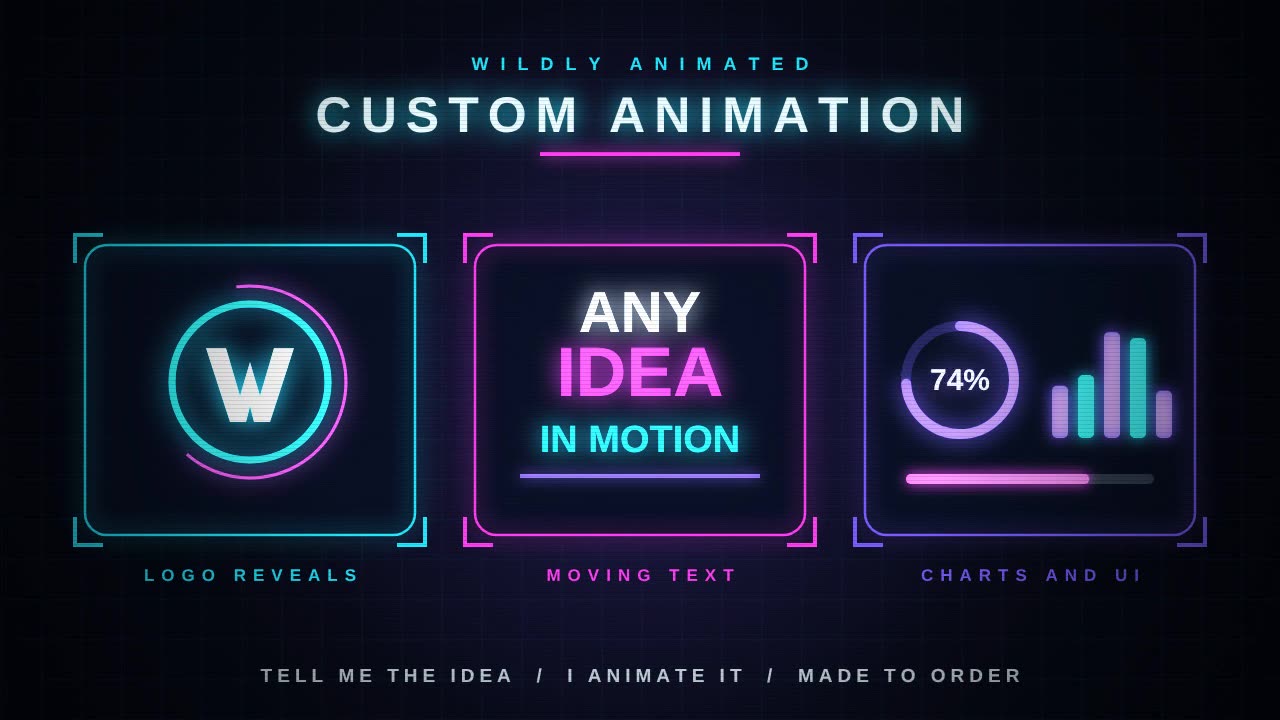 WILDLY ANIMATED
CUSTOM ANIMATION
W
ANY
IDEA
IN MOTION
74%
LOGO REVEALS
MOVING TEXT
CHARTS AND UI
TELL ME THE IDEA / I ANIMATE IT / MADE TO ORDER